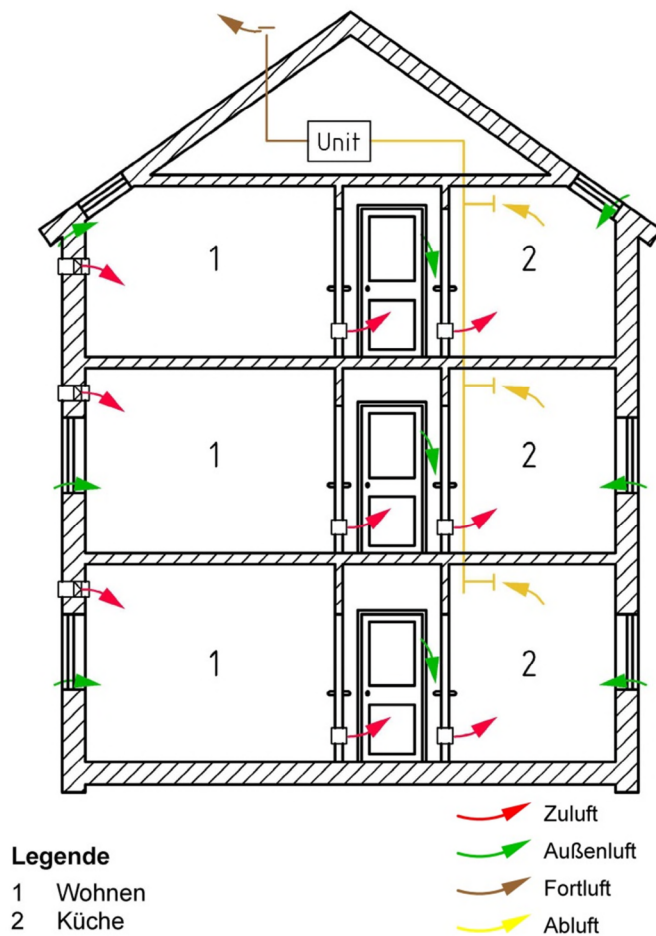 Unit
1
2
1
2
1
2
Zuluft
Außenluft
Fortluft
Abluft
Legende
1 Wohnen
2 Küche